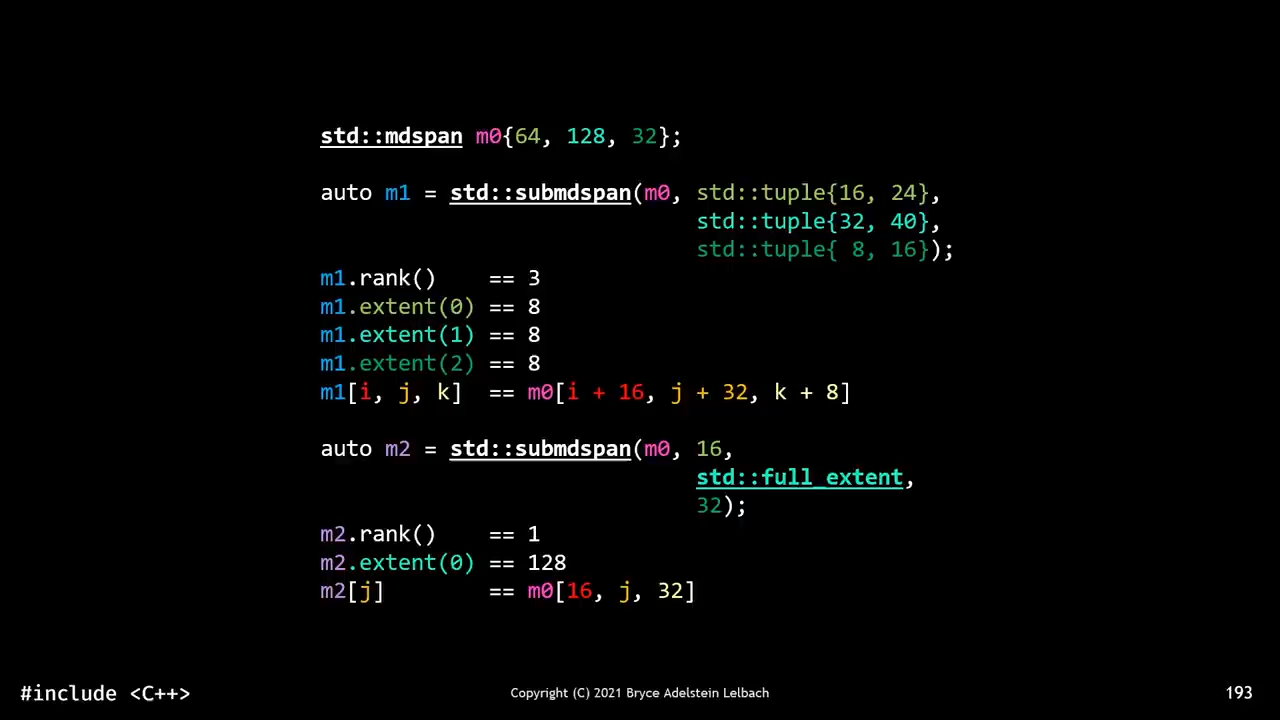 std::mdspan m0{64, 128, 32};
auto m1 = std::submdspan(m0, std::tuple{16, 24},
std::tuple{32, 40},
std::tuple{ 8, 16});
m1.rank() == 3
m1.extent(0) == 8
m1.extent(1) == 8
m1.extent(2) == 8
m1[i, j, k] == m0[i + 16, j + 32, k + 8]
auto m2 = std::submdspan(m0, 16,
std::full_extent,
32);
m2.rank() == 1
m2.extent(0) == 128
m2[j] == m0[16, j, 32]
#include <C++>
Copyright (C) 2021 Bryce Adelstein Lelbach
193